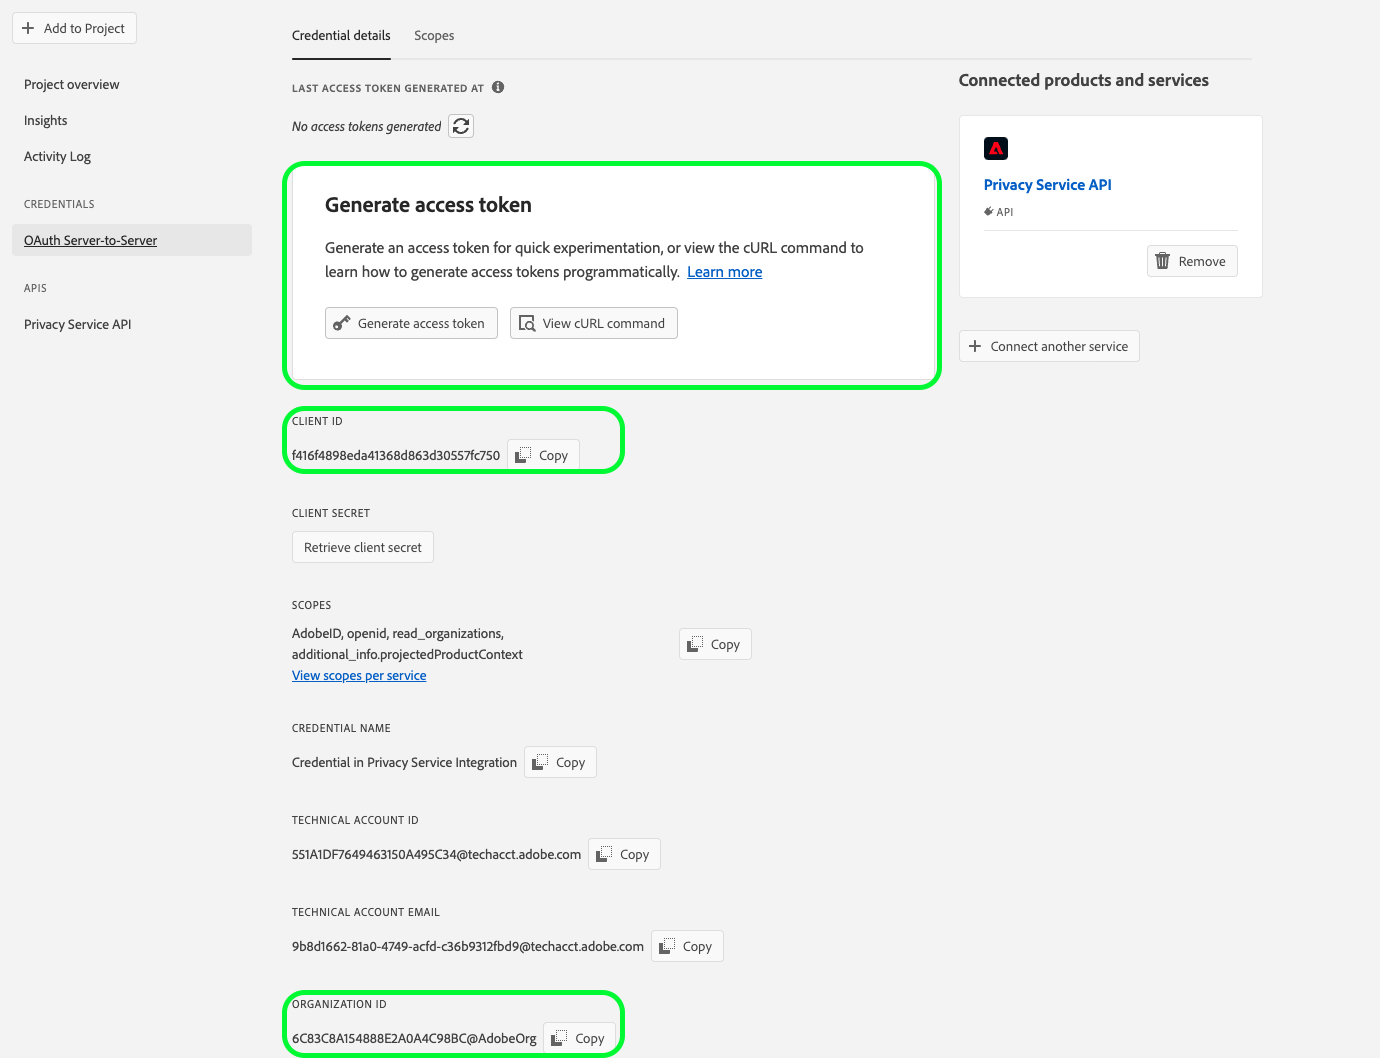 Add to Project
Project overview
Insights
Activity Log
CREDENTIALS
OAuth Server-to-Server
APIS
Privacy Service API
Credential details
Scopes
LAST ACCESS TOKEN GENERATED AT
No access tokens generated
Generate access token
Generate an access token for quick experimentation, or view the cURL command to
learn how to generate access tokens programmatically. Learn more
Generate access token
View cURL command
CLIENT ID
f416f4898eda41368d863d30557fc750
Copy
CLIENT SECRET
Retrieve client secret
SCOPES
AdobeID, openid, read_organizations,
additional_info.projectedProductContext
Copy
View scopes per service
CREDENTIAL NAME
Credential in Privacy Service Integration
Copy
TECHNICAL ACCOUNT ID
551A1DF7649463150A495C34@techacct.adobe.com
Copy
TECHNICAL ACCOUNT EMAIL
9b8d1662-81a0-4749-acfd-c36b9312fbd9@techacct.adobe.com
Copy
ORGANIZATION ID
6C83C8A154888E2A0A4C98BC@AdobeOrg
Copy
Connected products and services
Privacy Service API
API
Remove
Connect another service